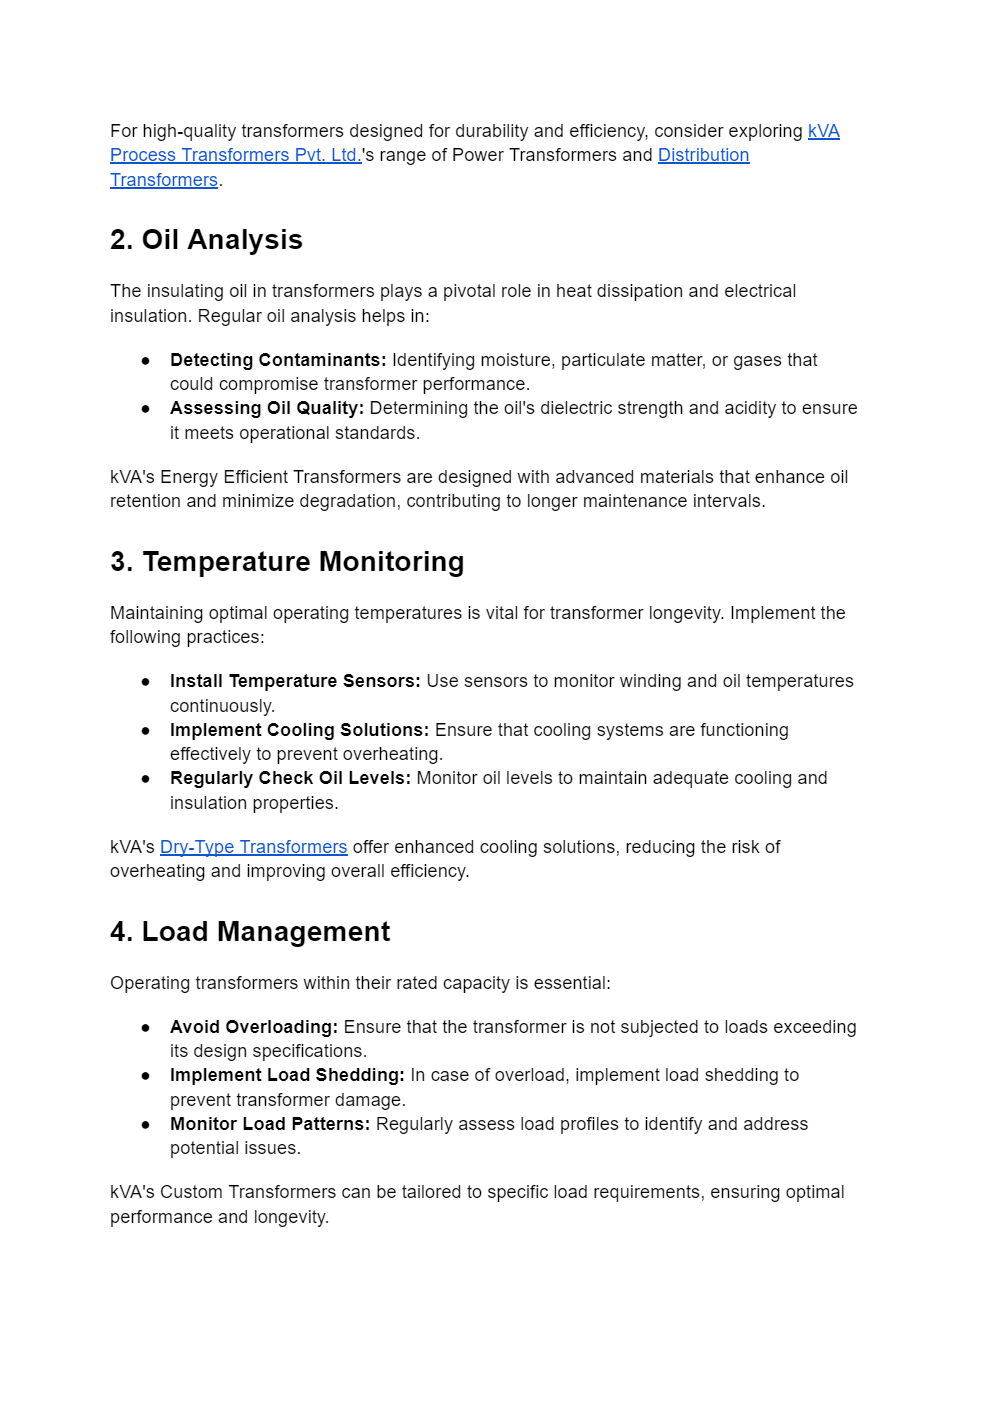 For high-quality transformers designed for durability and efficiency, consider exploring kVA
Process Transformers Pvt. Ltd.'s range of Power Transformers and Distribution
Transformers.
2. Oil Analysis
The insulating oil in transformers plays a pivotal role in heat dissipation and electrical
insulation. Regular oil analysis helps in:
● Detecting Contaminants: Identifying moisture, particulate matter, or gases that
could compromise transformer performance.
● Assessing Oil Quality: Determining the oil's dielectric strength and acidity to ensure
it meets operational standards.
kVA's Energy Efficient Transformers are designed with advanced materials that enhance oil
retention and minimize degradation, contributing to longer maintenance intervals.
3. Temperature Monitoring
Maintaining optimal operating temperatures is vital for transformer longevity. Implement the
following practices:
● Install Temperature Sensors: Use sensors to monitor winding and oil temperatures
continuously.
● Implement Cooling Solutions: Ensure that cooling systems are functioning
effectively to prevent overheating.
● Regularly Check Oil Levels: Monitor oil levels to maintain adequate cooling and
insulation properties.
kVA's Dry-Type Transformers offer enhanced cooling solutions, reducing the risk of
overheating and improving overall efficiency.
4. Load Management
Operating transformers within their rated capacity is essential:
● Avoid Overloading: Ensure that the transformer is not subjected to loads exceeding
its design specifications.
● Implement Load Shedding: In case of overload, implement load shedding to
prevent transformer damage.
● Monitor Load Patterns: Regularly assess load profiles to identify and address
potential issues.
kVA's Custom Transformers can be tailored to specific load requirements, ensuring optimal
performance and longevity.